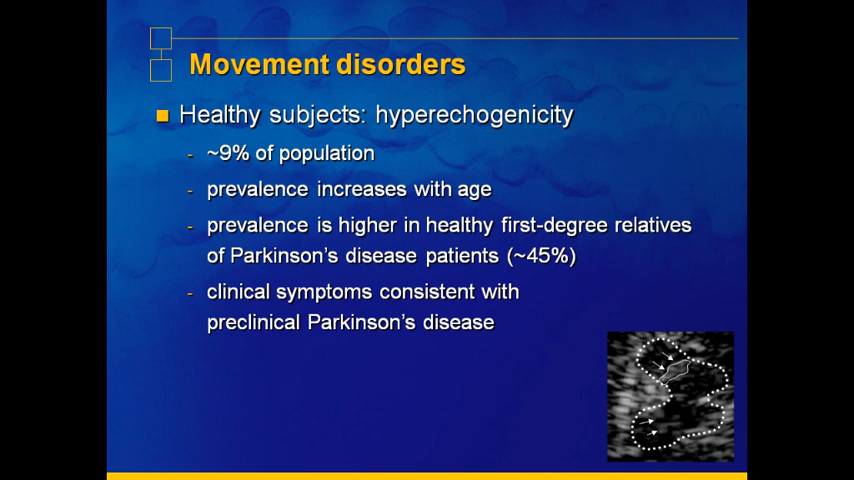 Movement disorders
Healthy subjects: hyperechogenicity
- ~9% of population
- prevalence increases with age
- prevalence is higher in healthy first-degree relatives
of Parkinson's disease patients (~45%)
- clinical symptoms consistent with
preclinical Parkinson's disease